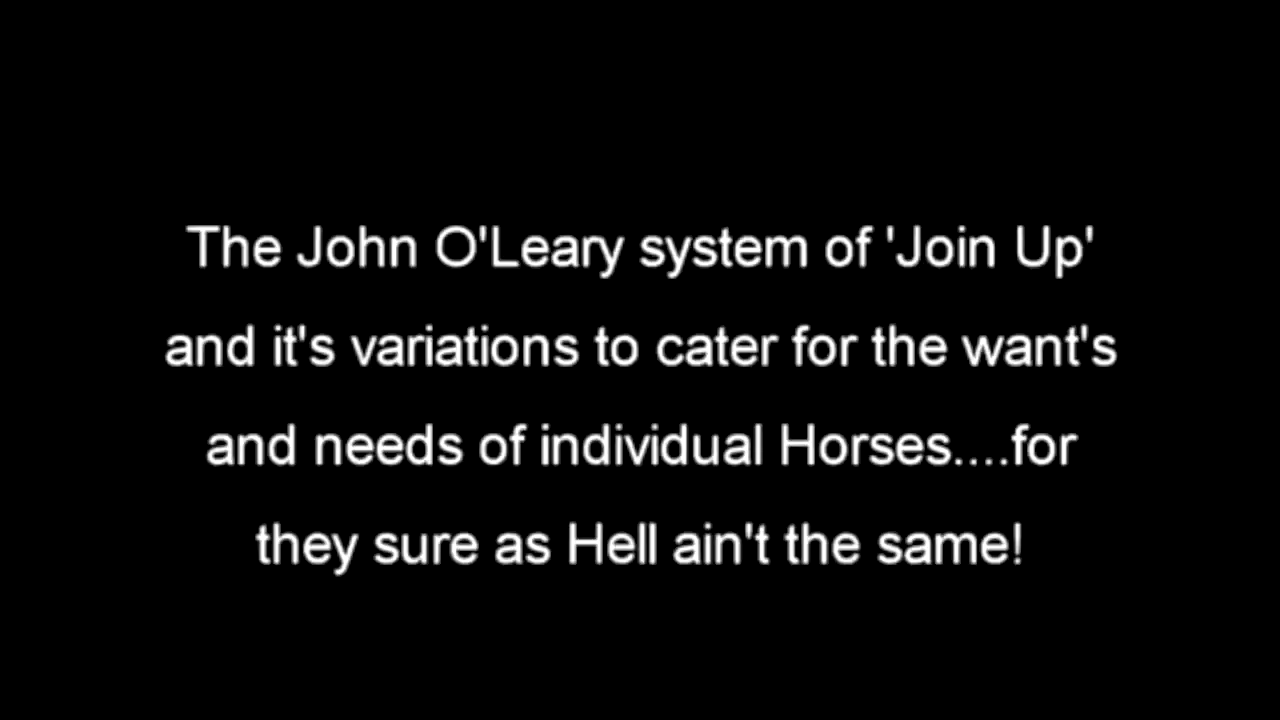 The John O'Leary system of 'Join Up'
and it's variations to cater for the want's
and needs of individual Horses....for
they sure as Hell ain't the same!